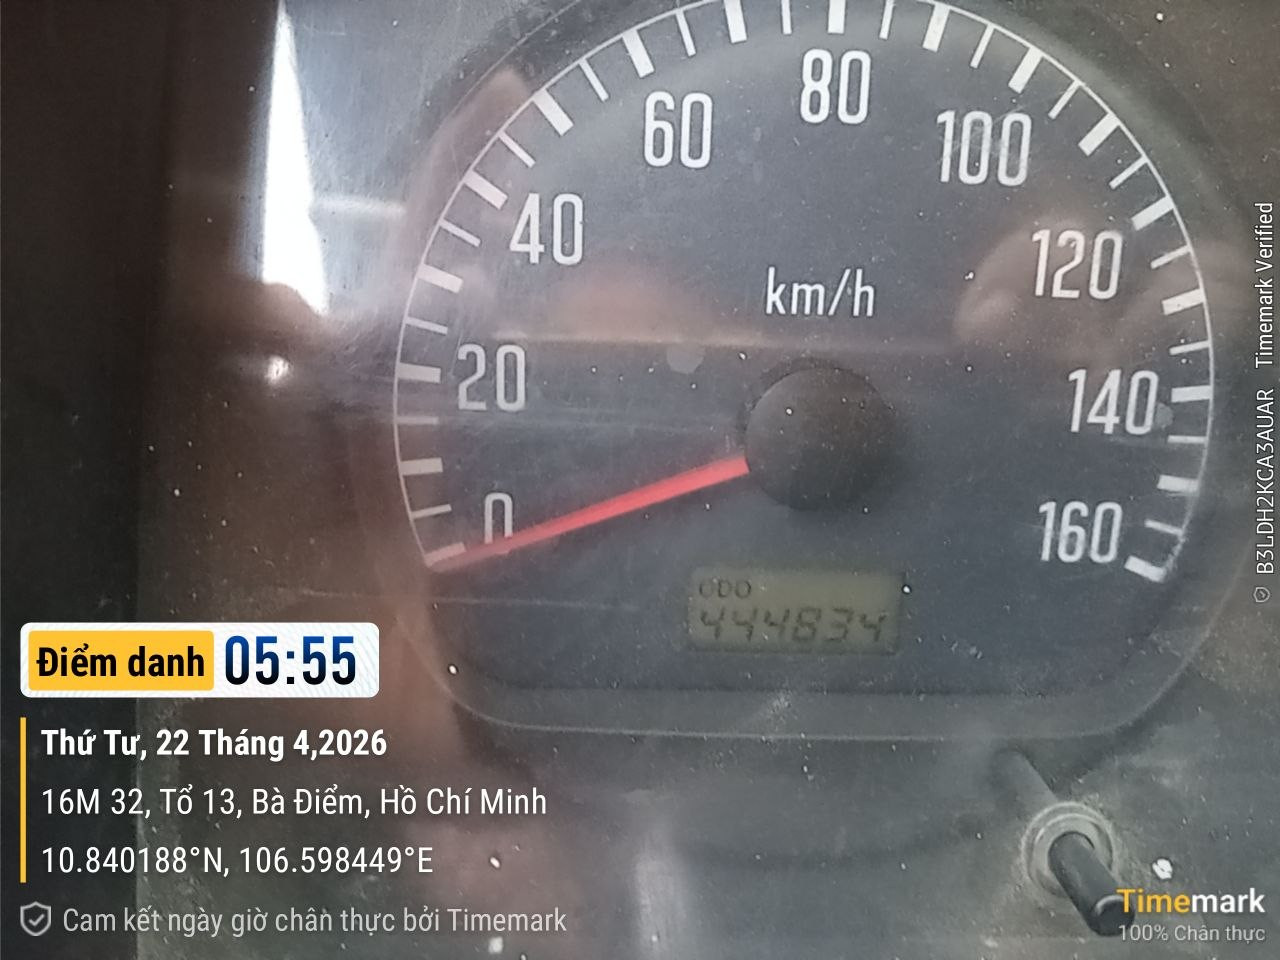 80
60
100
40
120
km/h
20
140
0
160
ODO
444834
Điểm danh 05:55
Thứ Tư, 22 Tháng 4,2026
16M 32, Tổ 13, Bà Điểm, Hồ Chí Minh
10.840188°N, 106.598449°E
Cam kết ngày giờ chân thực bởi Timemark
Timemark
100% Chân thực
B3LDH2KCA3AUAR Timemark Verified